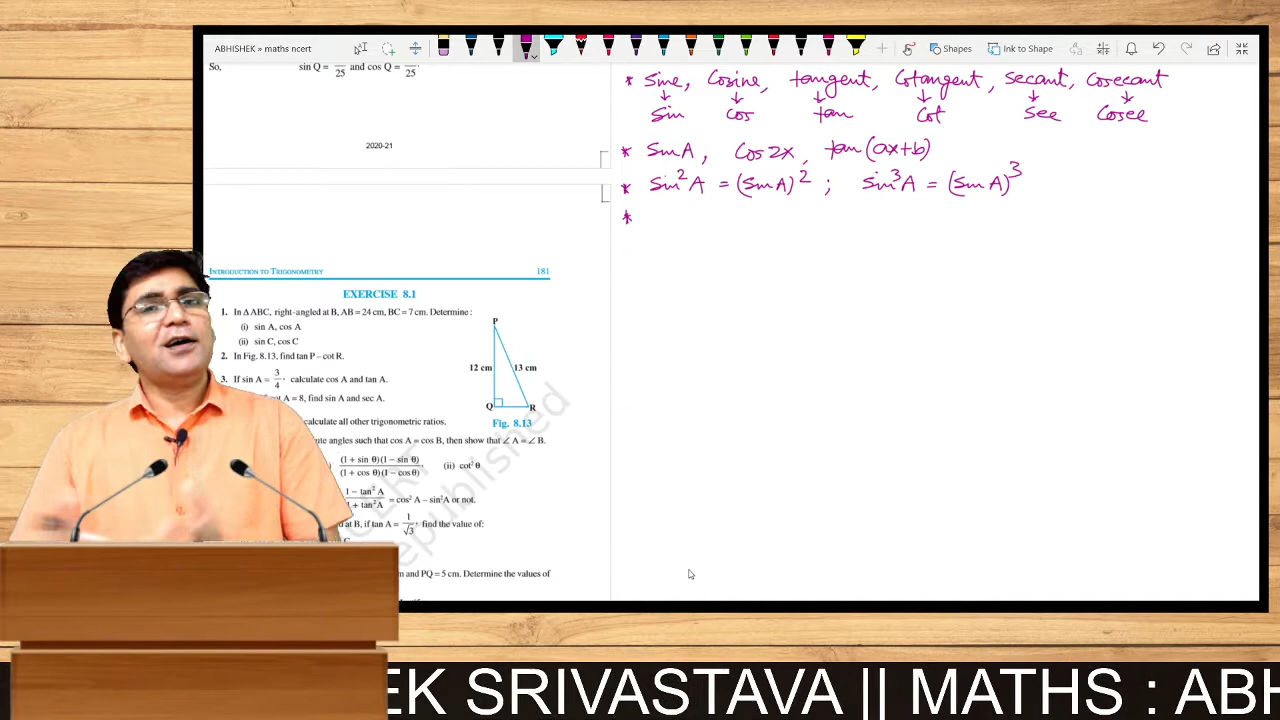 ABHISHEK » maths ncert
Shapes
Ink to Shape
So, sin Q = /25 and cos Q = /25.
2020-21
INTRODUCTION TO TRIGONOMETRY 181
EXERCISE 8.1
1. In Δ ABC, right-angled at B, AB = 24 cm, BC = 7 cm. Determine :
(i) sin A, cos A
(ii) sin C, cos C
2. In Fig. 8.13, find tan P – cot R.
3. If sin A = 3/4, calculate cos A and tan A.
A = 8, find sin A and sec A.
calculate all other trigonometric ratios.
angles such that cos A = cos B, then show that ∠ A = ∠ B.
(1 + sin θ)(1 – sin θ)/(1 + cos θ)(1 – cos θ), (ii) cot² θ
1 – tan² A/1 + tan² A = cos² A – sin² A or not.
at B, if tan A = 1/√3, find the value of:
and PQ = 5 cm. Determine the values of
P
12 cm 13 cm
Q R
Fig. 8.13
republished
* Sine, Cosine, tangent, Cotangent, Secant, Cosecant
↓ ↓ ↓ ↓ ↓ ↓
Sin cos tan Cot Sec Cosec
* Sin A, Cos 2x, tan (ax+b)
* Sin² A = (Sin A)² ; Sin³ A = (Sin A)³
*
EK SRIVASTAVA || MATHS : ABH